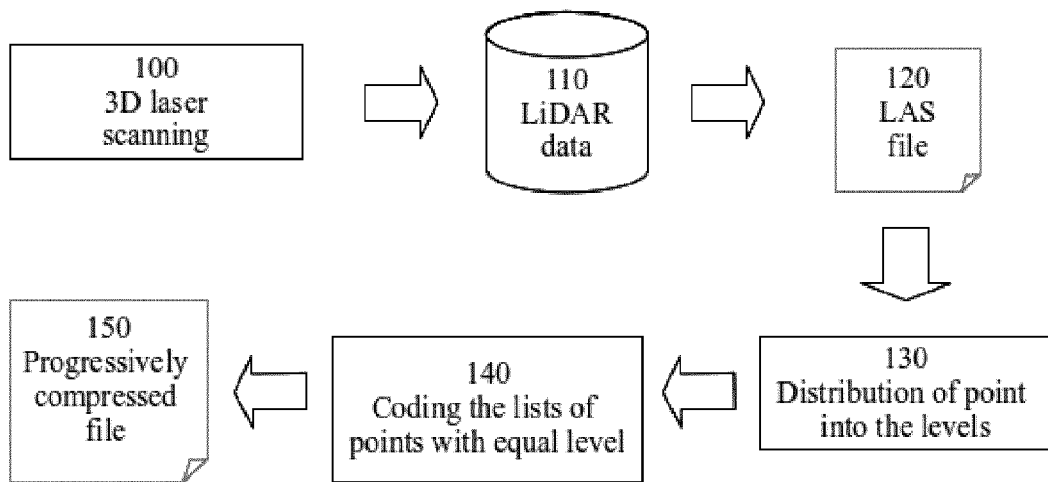 100
3D laser
scanning
110
LiDAR
data
120
LAS
file
130
Distribution of point
into the levels
140
Coding the lists of
points with equal level
150
Progressively
compressed
file